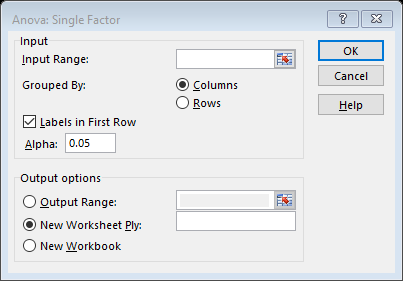 Anova: Single Factor
?
Input
Input Range:
OK
Grouped By:
Columns
Cancel
Rows
Help
Labels in First Row
Alpha:
0.05
Output options
Output Range:
New Worksheet Ply:
New Workbook